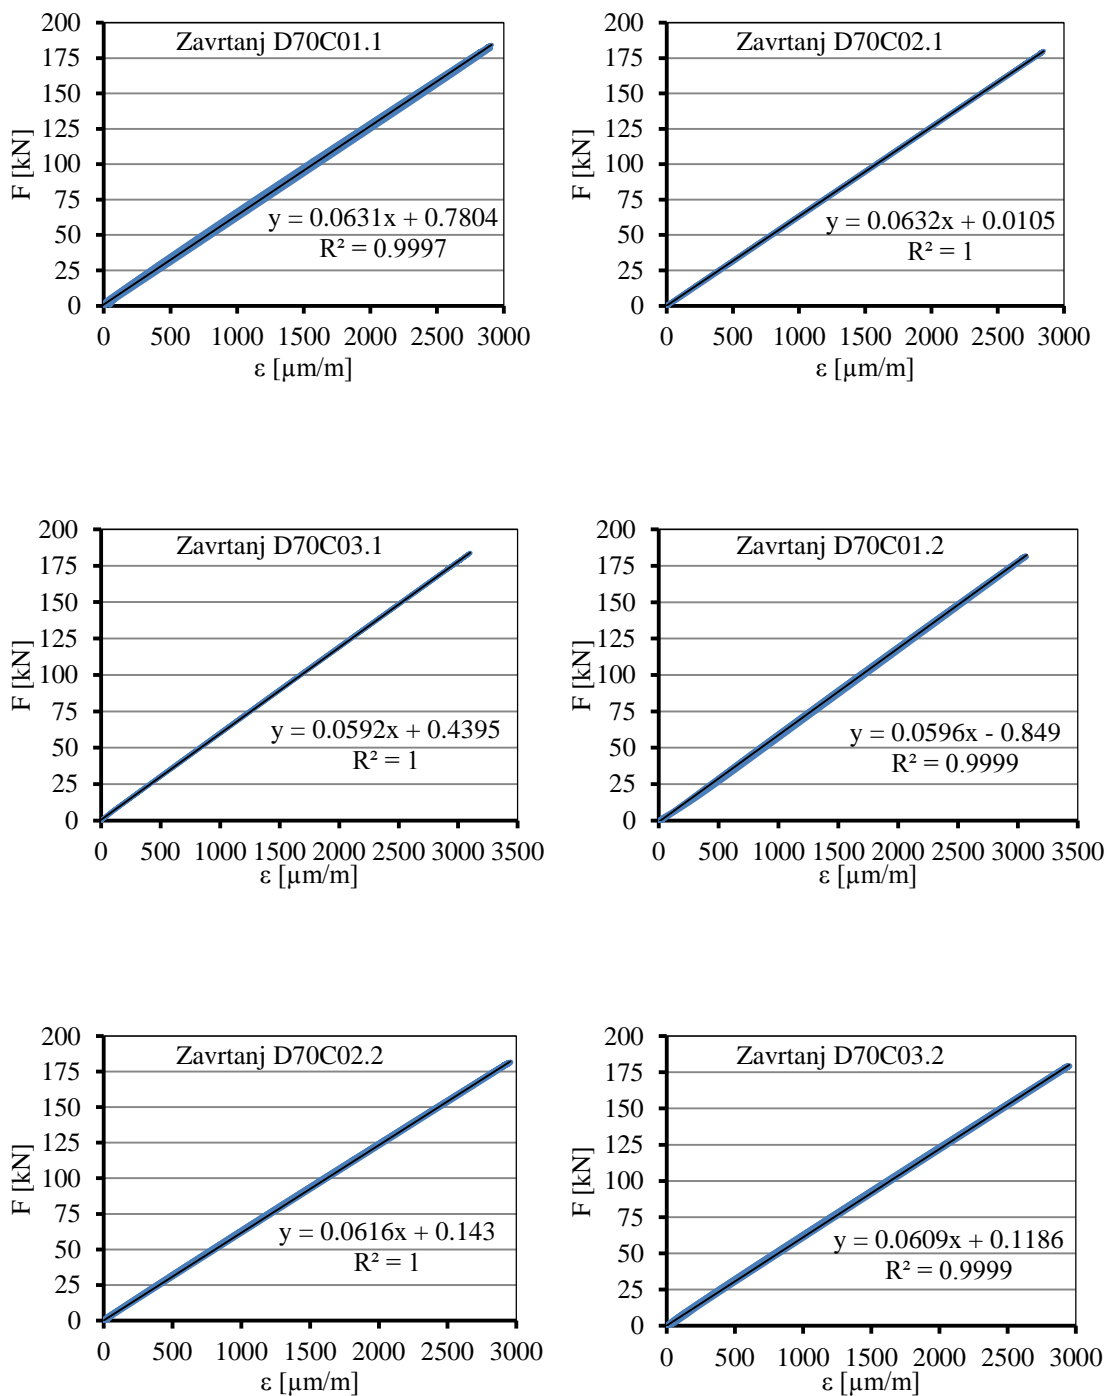 Zavrtanj D70C01.1
200
175
150
125
100
75
50
25
0
F [kN]
y = 0.0631x + 0.7804
R² = 0.9997
0 500 1000 1500 2000 2500 3000
ε [µm/m]
Zavrtanj D70C02.1
200
175
150
125
100
75
50
25
0
F [kN]
y = 0.0632x + 0.0105
R² = 1
0 500 1000 1500 2000 2500 3000
ε [µm/m]
Zavrtanj D70C03.1
200
175
150
125
100
75
50
25
0
F [kN]
y = 0.0592x + 0.4395
R² = 1
0 500 1000 1500 2000 2500 3000 3500
ε [µm/m]
Zavrtanj D70C01.2
200
175
150
125
100
75
50
25
0
F [kN]
y = 0.0596x - 0.849
R² = 0.9999
0 500 1000 1500 2000 2500 3000 3500
ε [µm/m]
Zavrtanj D70C02.2
200
175
150
125
100
75
50
25
0
F [kN]
y = 0.0616x + 0.143
R² = 1
0 500 1000 1500 2000 2500 3000
ε [µm/m]
Zavrtanj D70C03.2
200
175
150
125
100
75
50
25
0
F [kN]
y = 0.0609x + 0.1186
R² = 0.9999
0 500 1000 1500 2000 2500 3000
ε [µm/m]